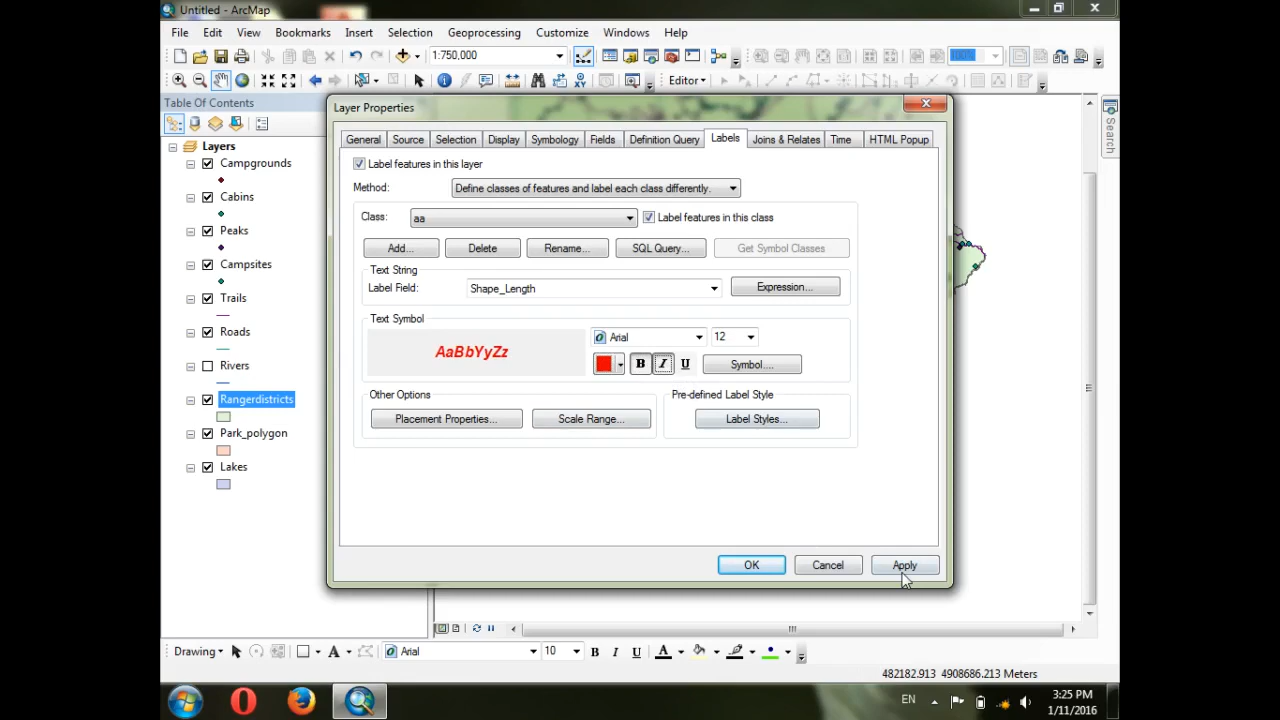 Untitled - ArcMap
File Edit View Bookmarks Insert Selection Geoprocessing Customize Windows Help
1:750,000
100%
Editor
Table Of Contents
Layers
Campgrounds
Cabins
Peaks
Campsites
Trails
Roads
Rivers
Rangerdistricts
Park_polygon
Lakes
Layer Properties
General Source Selection Display Symbology Fields Definition Query Labels Joins & Relates Time HTML Popup
Label features in this layer
Method: Define classes of features and label each class differently.
Class: aa Label features in this class
Add... Delete Rename... SQL Query... Get Symbol Classes
Text String
Label Field: Shape_Length Expression...
Text Symbol
AaBbYyZz
Arial 12
B I U Symbol...
Other Options Pre-defined Label Style
Placement Properties... Scale Range... Label Styles...
OK Cancel Apply
Search
Drawing A Arial 10 B I U A
482182.913 4908686.213 Meters
EN
3:25 PM
1/11/2016